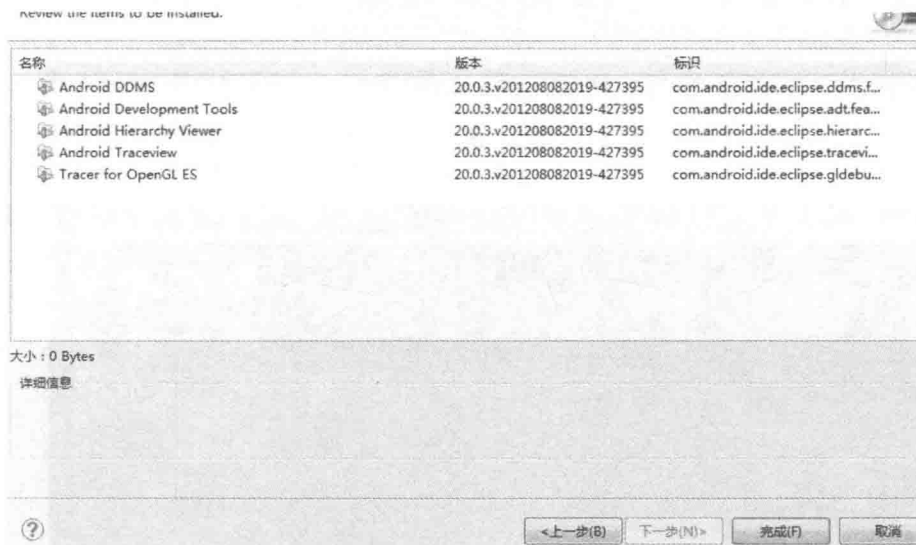 Review the items to be installed.
名称 版本 标识
Android DDMS 20.0.3.v201208082019-427395 com.android.ide.eclipse.ddms.f...
Android Development Tools 20.0.3.v201208082019-427395 com.android.ide.eclipse.adt.fea...
Android Hierarchy Viewer 20.0.3.v201208082019-427395 com.android.ide.eclipse.hierarc...
Android Traceview 20.0.3.v201208082019-427395 com.android.ide.eclipse.tracevi...
Tracer for OpenGL ES 20.0.3.v201208082019-427395 com.android.ide.eclipse.gldebu...
大小：0 Bytes
详细信息
<上一步(B) 下一步(N)> 完成(F) 取消